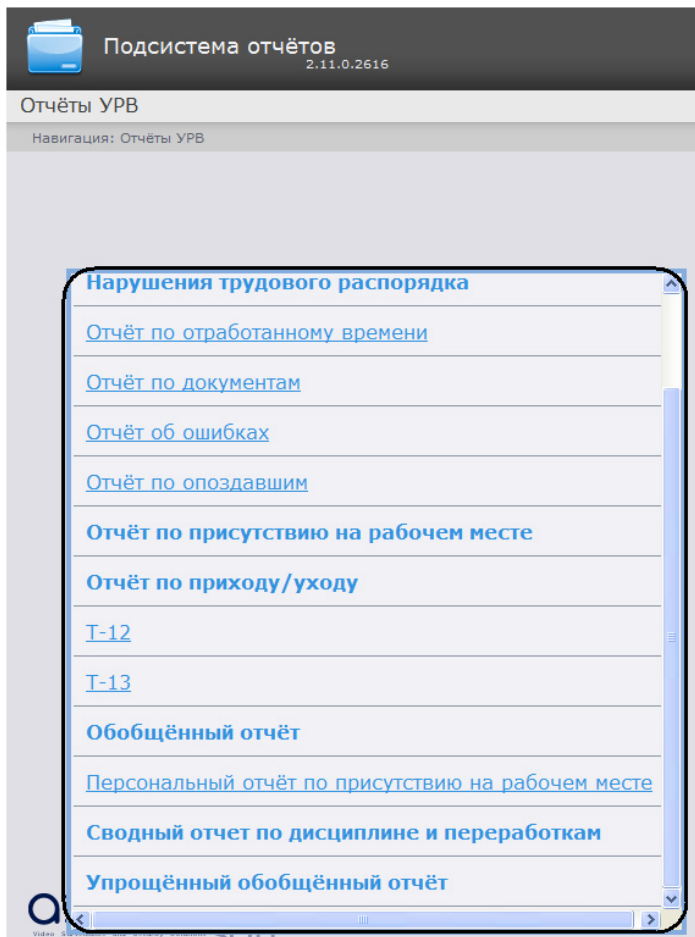 Подсистема отчётов
2.11.0.2616
Отчёты УРВ
Навигация: Отчёты УРВ
Нарушения трудового распорядка
Отчёт по отработанному времени
Отчёт по документам
Отчёт об ошибках
Отчёт по опоздавшим
Отчёт по присутствию на рабочем месте
Отчёт по приходу/уходу
Т-12
Т-13
Обобщённый отчёт
Персональный отчёт по присутствию на рабочем месте
Сводный отчет по дисциплине и переработкам
Упрощённый обобщённый отчёт